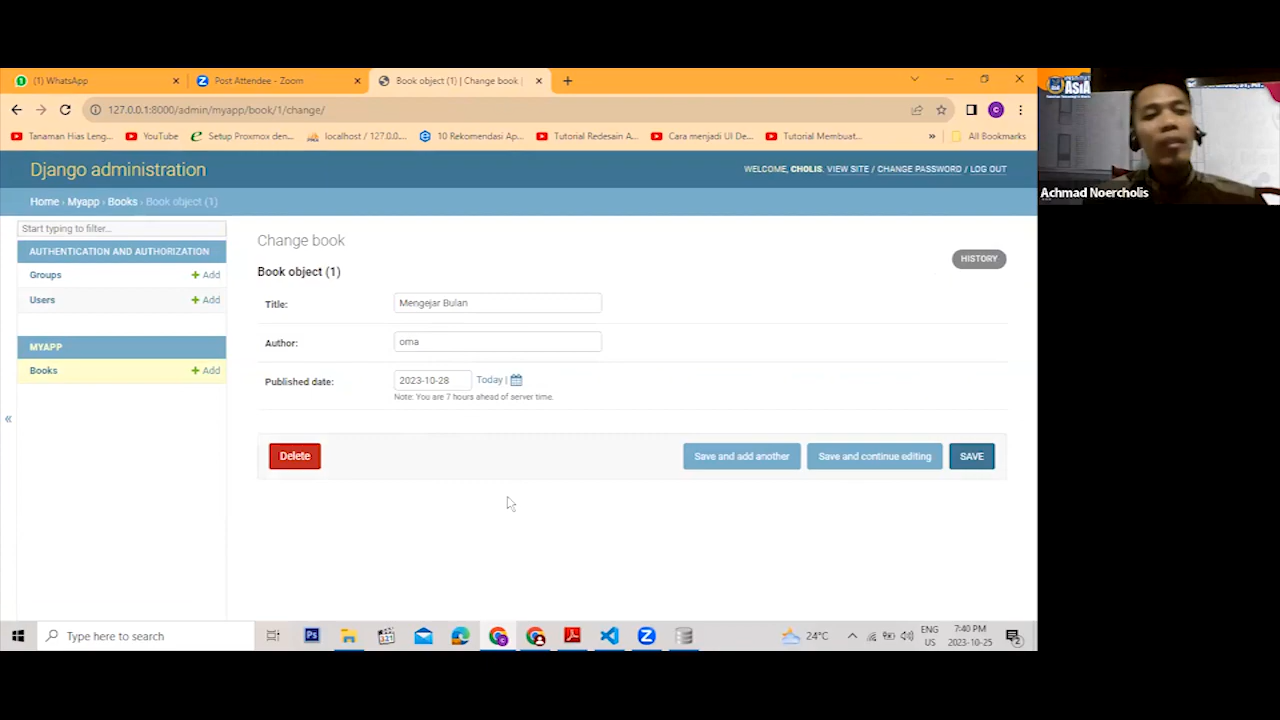 (1) WhatsApp
Post Attendee - Zoom
Book object (1) | Change book |
127.0.0.1:8000/admin/myapp/book/1/change/
Tanaman Hias Leng...
YouTube
Setup Proxmox den...
localhost / 127.0.0....
10 Rekomendasi Ap...
Tutorial Redesain A...
Cara menjadi UI De...
Tutorial Membuat...
»
All Bookmarks
ASIA
Achmad Noercholis
Django administration
WELCOME, CHOLIS. VIEW SITE / CHANGE PASSWORD / LOG OUT
Home › Myapp › Books › Book object (1)
Start typing to filter...
AUTHENTICATION AND AUTHORIZATION
Groups + Add
Users + Add
MYAPP
Books + Add
«
Change book
HISTORY
Book object (1)
Title: Mengejar Bulan
Author: oma
Published date: 2023-10-28 Today |
Note: You are 7 hours ahead of server time.
Delete
Save and add another
Save and continue editing
SAVE
Type here to search
Ps
321
24°C
ENG
US
7:40 PM
2023-10-25
2